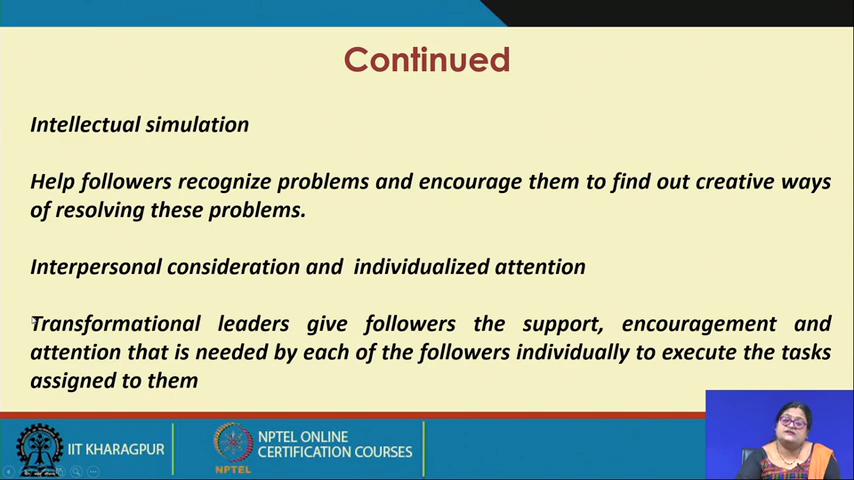 Continued
Intellectual simulation
Help followers recognize problems and encourage them to find out creative ways
of resolving these problems.
Interpersonal consideration and individualized attention
Transformational leaders give followers the support, encouragement and
attention that is needed by each of the followers individually to execute the tasks
assigned to them
IIT KHARAGPUR
NPTEL
NPTEL ONLINE
CERTIFICATION COURSES